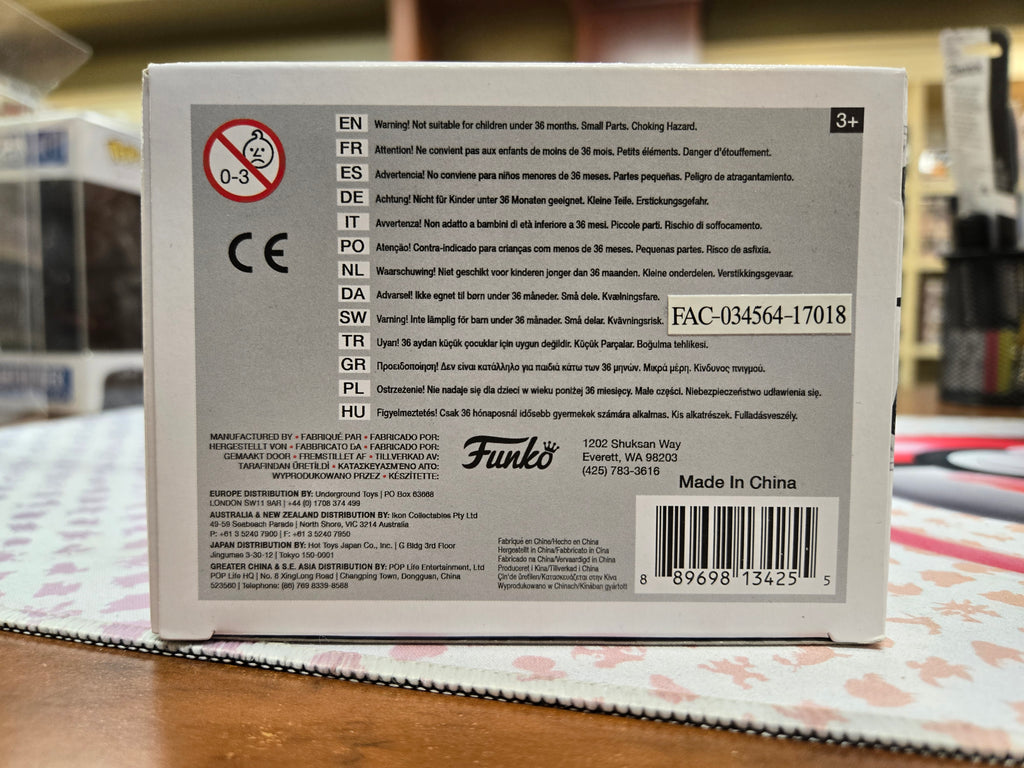 3+
0-3
CE
EN Warning! Not suitable for children under 36 months. Small Parts. Choking Hazard.
FR Attention! Ne convient pas aux enfants de moins de 36 mois. Petits éléments. Danger d'étouffement.
ES Advertencia! No conviene para niños menores de 36 meses. Partes pequeñas. Peligro de atragantamiento.
DE Achtung! Nicht für Kinder unter 36 Monaten geeignet. Kleine Teile. Erstickungsgefahr.
IT Avvertenza! Non adatto a bambini di età inferiore a 36 mesi. Piccole parti. Rischio di soffocamento.
PO Atenção! Contra-indicado para crianças com menos de 36 meses. Pequenas partes. Risco de asfixia.
NL Waarschuwing! Niet geschikt voor kinderen jonger dan 36 maanden. Kleine onderdelen. Verstikkingsgevaar.
DA Advarsel! Ikke egnet til born under 36 måneder. Små dele. Kvælningsfare.
SW Varning! Inte lämplig för barn under 36 månader. Små delar. Kvävningsrisk.
FAC-034564-17018
TR Uyarı! 36 aydan küçük çocuklar için uygun değildir. Küçük Parçalar. Boğulma tehlikesi.
GR Προειδοποίηση! Δεν είναι κατάλληλο για παιδιά κάτω των 36 μηνών. Μικρά μέρη. Κίνδυνος πνιγμού.
PL Ostrzeżenie! Nie nadaje się dla dzieci w wieku poniżej 36 miesięcy. Małe części. Niebezpieczeństwo udławienia się.
HU Figyelmeztetés! Csak 36 hónaposnál idősebb gyermekek számára alkalmas. Kis alkatrészek. Fulladásveszély.
MANUFACTURED BY • FABRIQUÉ PAR • FABRICADO POR:
HERGESTELLT VON • FABBRICATO DA • FABRICADO POR:
GEMAAKT DOOR • FREMSTILLET AF • TILLVERKAD AV:
TARAFINDAN ÜRETİLDİ • ΚΑΤΑΣΚΕΥΑΣΜΈΝΟ ΑΠΌ:
WYPRODUKOWANO PRZEZ • KÉSZÍTETTE:
Funko
1202 Shuksan Way
Everett, WA 98203
(425) 783-3616
EUROPE DISTRIBUTION BY: Underground Toys | PO Box 63668
LONDON SW11 9AR | +44 (0) 1708 374 499
AUSTRALIA & NEW ZEALAND DISTRIBUTION BY: Ikon Collectables Pty Ltd
49-59 Seabeach Parade | North Shore, VIC 3214 Australia
P: +61 3 5240 7900 | F: +61 3 5240 7950
JAPAN DISTRIBUTION BY: Hot Toys Japan Co., Inc. | G Bldg 3rd Floor
Jingumae 3-30-12 | Tokyo 150-0001
GREATER CHINA & S.E. ASIA DISTRIBUTION BY: POP Life Entertainment, Ltd
POP Life HQ | No. 8 XingLong Road | Changping Town, Dongguan, China
523560 | Telephone: (86) 769 8339-8568
Made In China
Fabriqué en Chine/Hecho en China
Hergestellt in China/Fabbricato in Cina
Fabricado na China/Vervaardigd in China
Produceret i Kina/Tillverkad i China
Çin'de üretilen/Κατασκευάζεται στην Κίνα
Wyprodukowano w Chinach/Kínában gyártott
8 89698 13425 5